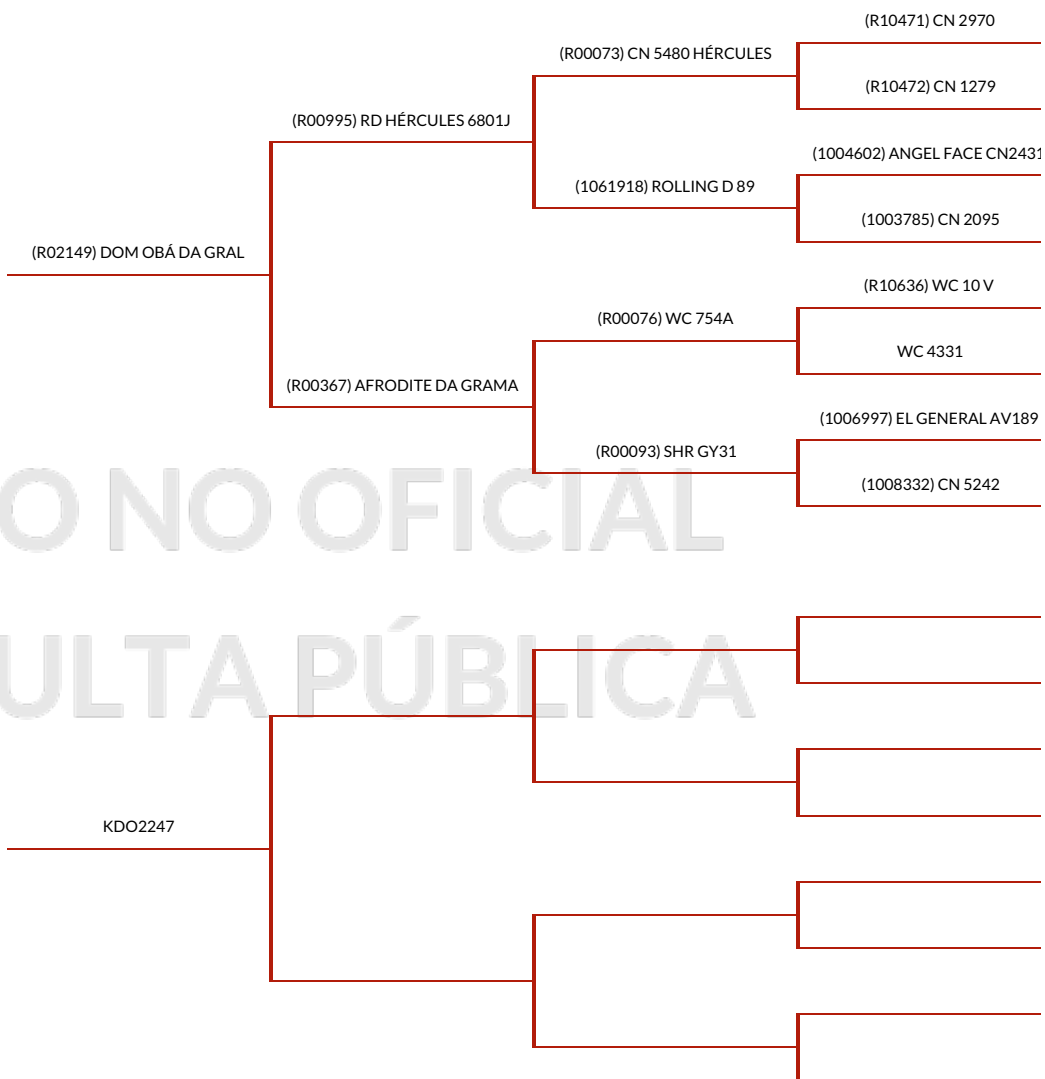 (R10471) CN 2970
(R00073) CN 5480 HÉRCULES
(R10472) CN 1279
(R00995) RD HÉRCULES 6801J
(1004602) ANGEL FACE CN2431
(1061918) ROLLING D 89
(1003785) CN 2095
(R02149) DOM OBÁ DA GRAL
(R10636) WC 10 V
(R00076) WC 754A
WC 4331
(R00367) AFRODITE DA GRAMA
(1006997) EL GENERAL AV189
(R00093) SHR GY31
(1008332) CN 5242
O NO OFICIAL
ULTA PÚBLICA
KDO2247